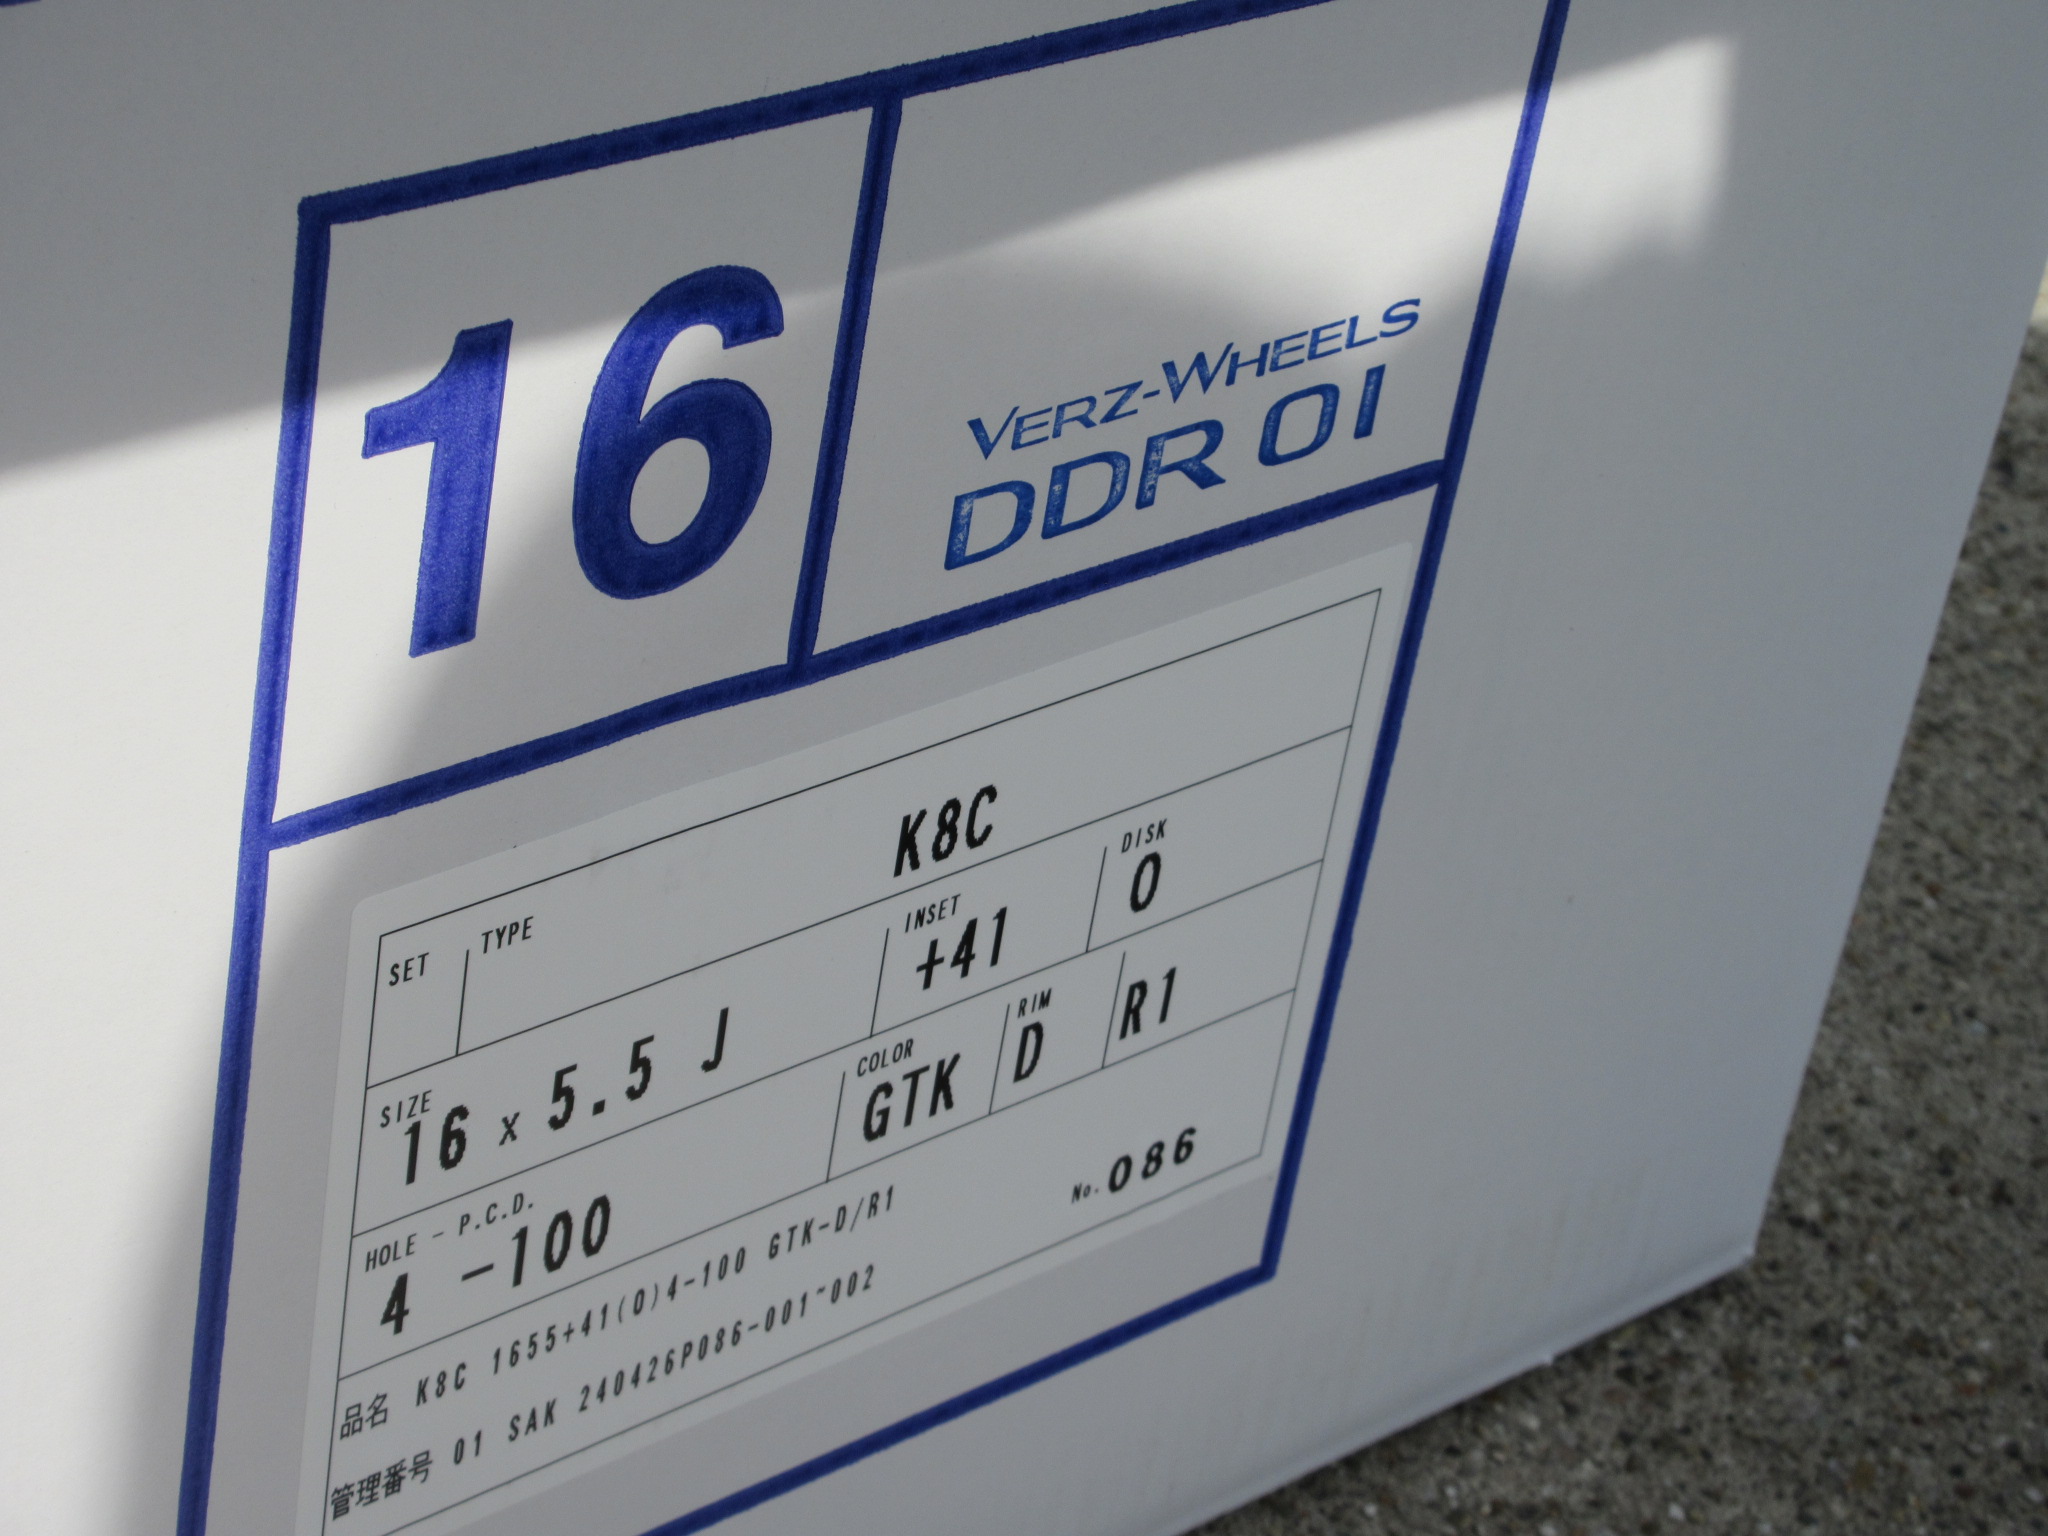 16
VERZ-WHEELS
DDR 01
K8C
SET
TYPE
SIZE
16 x 5.5 J
INSET
+41
DISK
0
HOLE - P.C.D.
4 -100
COLOR
GTK
RIM
D
R1
品名 K8C 1655+41(0)4-100 GTK-D/R1
管理番号 01 SAK 240426P086-001~002
No. 086